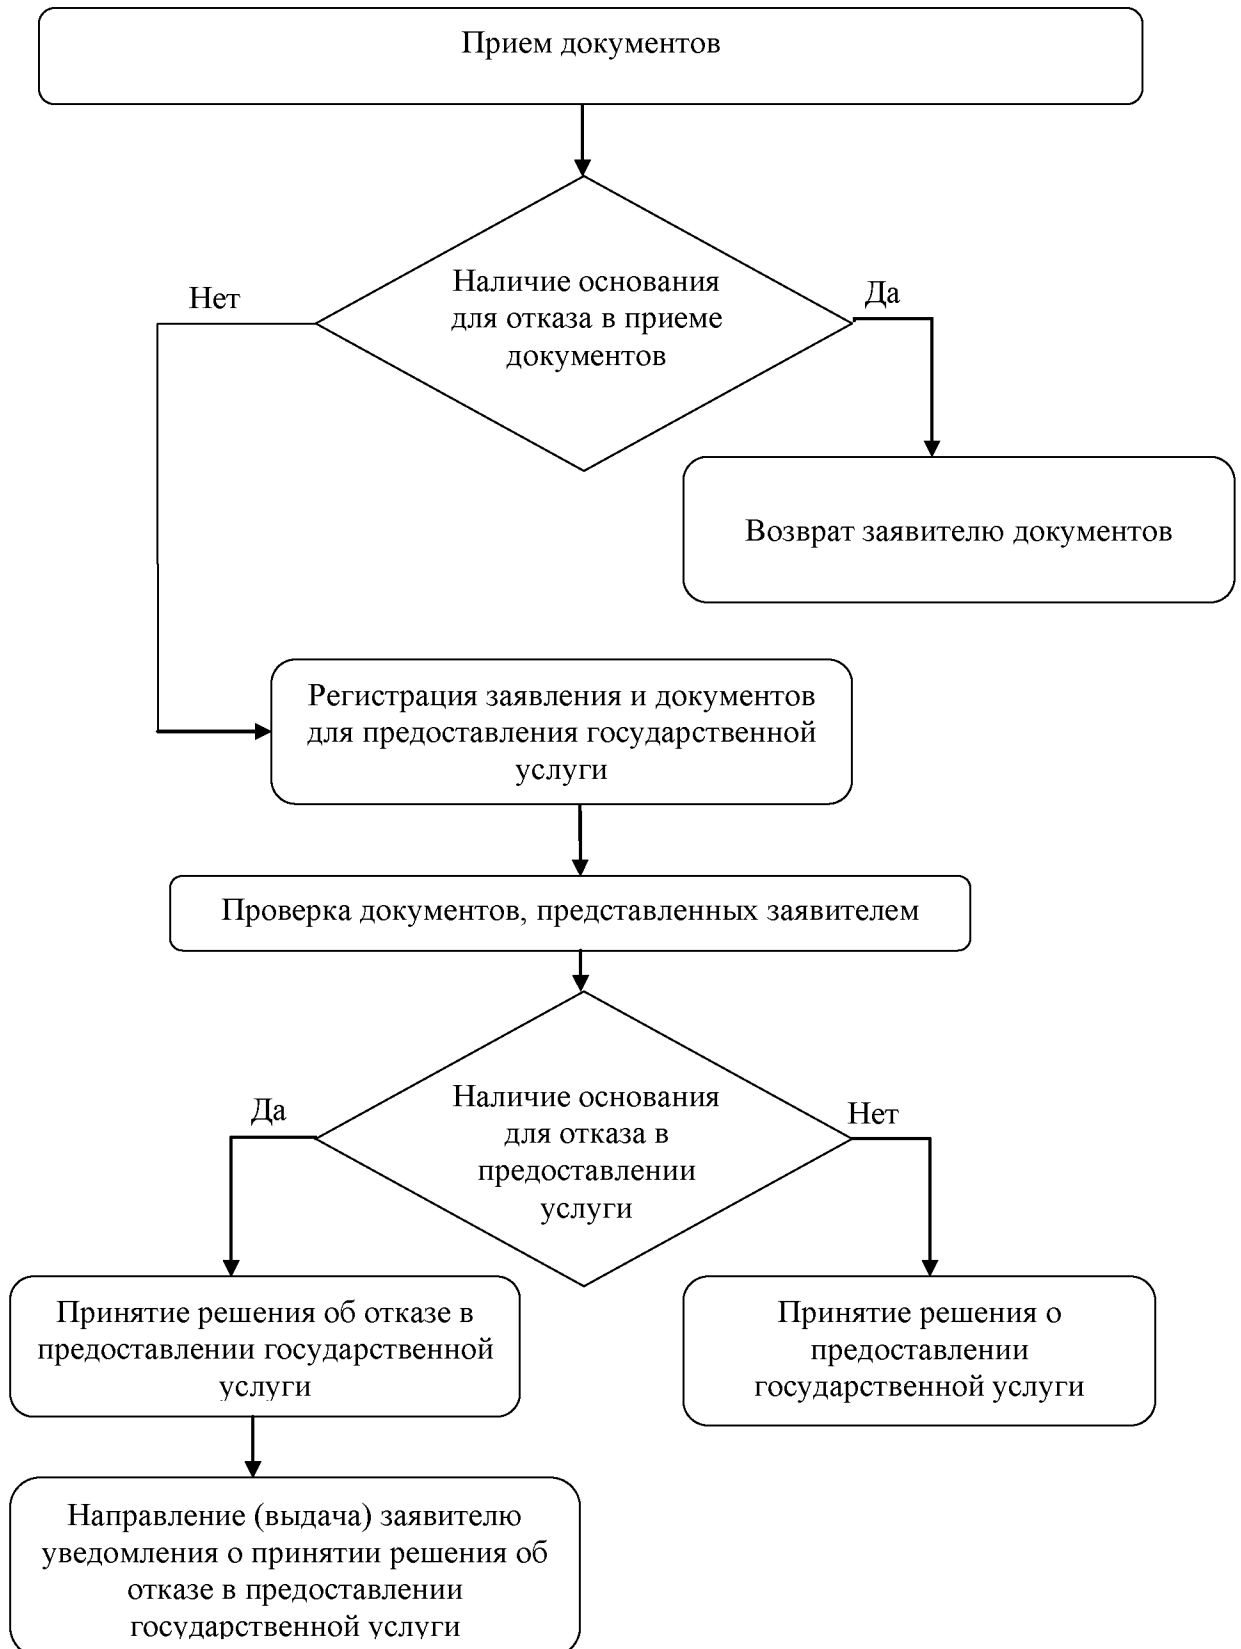 Прием документов
Наличие основания
для отказа в приеме
документов
Нет
Да
Возврат заявителю документов
Регистрация заявления и документов
для предоставления государственной
услуги
Проверка документов, представленных заявителем
Наличие основания
для отказа в
предоставлении
услуги
Да
Нет
Принятие решения об отказе в
предоставлении государственной
услуги
Принятие решения о
предоставлении
государственной услуги
Направление (выдача) заявителю
уведомления о принятии решения об
отказе в предоставлении
государственной услуги